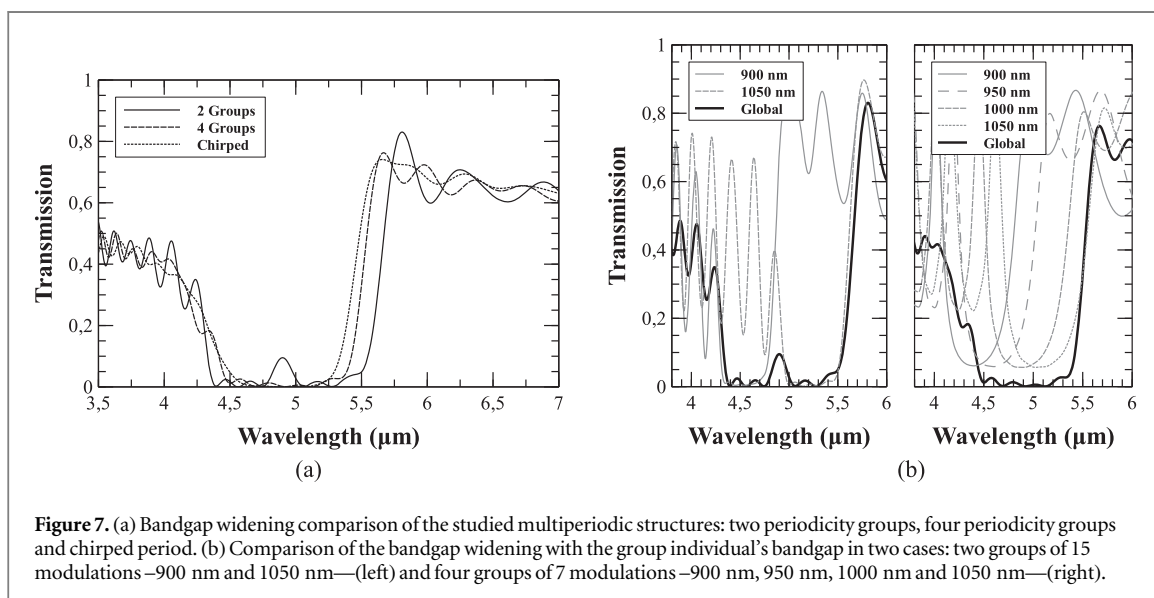 1
0,8
0,6
0,4
0,2
0
Transmission
2 Groups
4 Groups
Chirped
3,5 4 4,5 5 5,5 6 6,5 7
Wavelength (μm)
(a)
1
0,8
0,6
0,4
0,2
0
Transmission
900 nm
1050 nm
Global
4 4,5 5 5,5 6
Wavelength (μm)
900 nm
950 nm
1000 nm
1050 nm
Global
4 4,5 5 5,5 6
Wavelength (μm)
(b)
Figure 7. (a) Bandgap widening comparison of the studied multiperiodic structures: two periodicity groups, four periodicity groups
and chirped period. (b) Comparison of the bandgap widening with the group individual's bandgap in two cases: two groups of 15
modulations –900 nm and 1050 nm—(left) and four groups of 7 modulations –900 nm, 950 nm, 1000 nm and 1050 nm—(right).